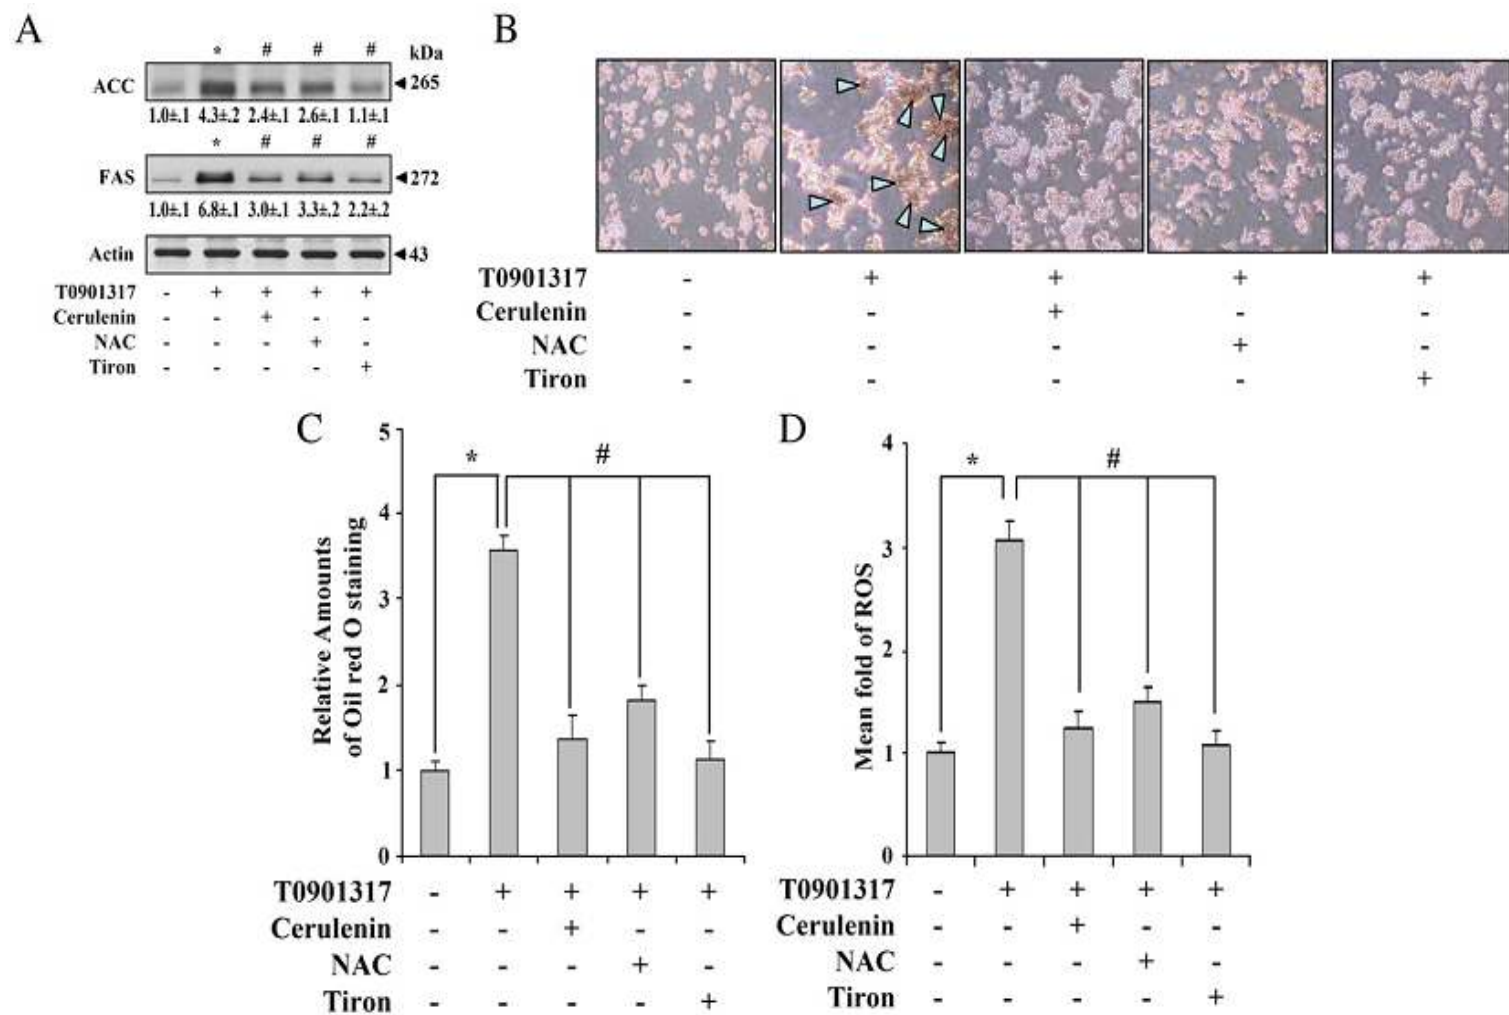 A
* # # # kDa
ACC ◄265
1.0±.1 4.3±.2 2.4±.1 2.6±.1 1.1±.1
* # # #
FAS ◄272
1.0±.1 6.8±.1 3.0±.1 3.3±.2 2.2±.2
Actin ◄43
T0901317 - + + + +
Cerulenin - - + - -
NAC - - - + -
Tiron - - - - +
B
T0901317 - + + + +
Cerulenin - - + - -
NAC - - - + -
Tiron - - - - +
C
5
4
3
2
1
0
Relative Amounts
of Oil red O staining
* #
T0901317 - + + + +
Cerulenin - - + - -
NAC - - - + -
Tiron - - - - +
D
4
3
2
1
0
Mean fold of ROS
* #
T0901317 - + + + +
Cerulenin - - + - -
NAC - - - + -
Tiron - - - - +